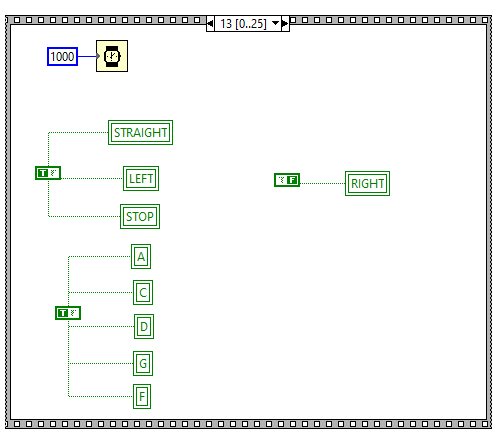 13 [0..25]
1000
STRAIGHT
T
LEFT
F
RIGHT
STOP
A
C
T
D
G
F